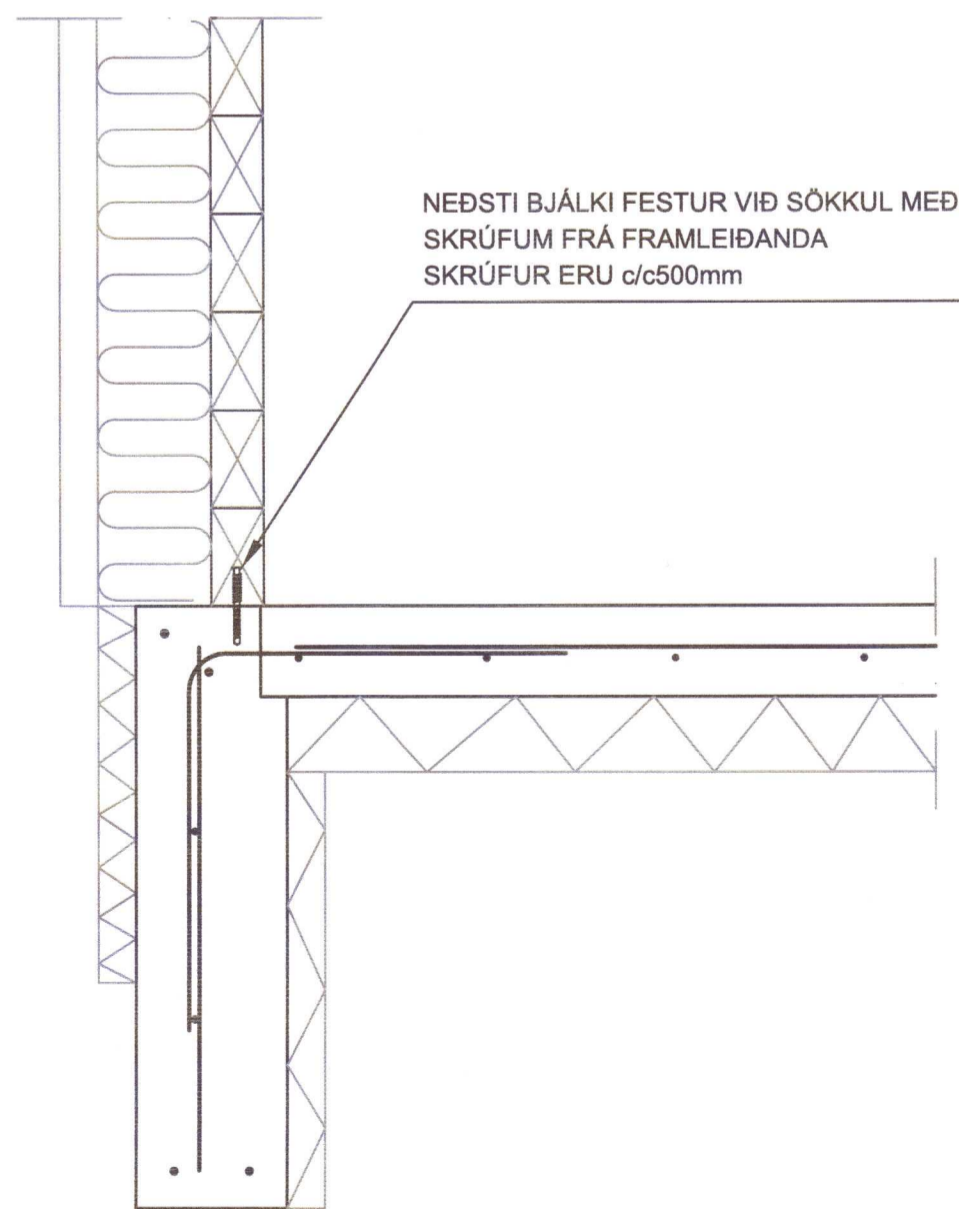 NEÐSTI BJÁLKI FESTUR VIÐ SÖKKUL MEÐ
SKRÚFUM FRÁ FRAMLEIÐANDA
SKRÚFUR ERU c/c500mm